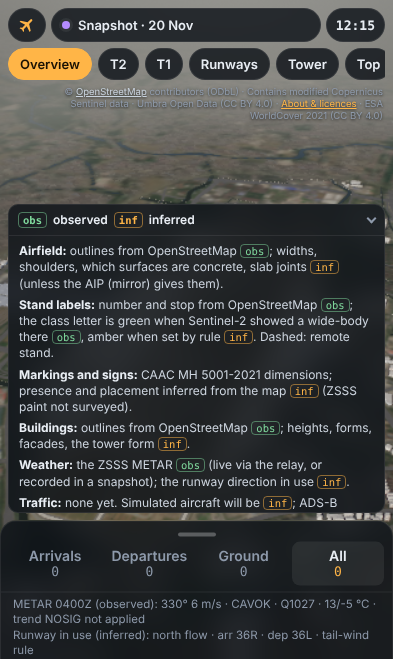 Snapshot · 20 Nov
12:15
Overview
T2
T1
Runways
Tower
Top
© OpenStreetMap contributors (ODbL) · Contains modified Copernicus
Sentinel data · Umbra Open Data (CC BY 4.0) · About & licences · ESA
WorldCover 2021 (CC BY 4.0)
obs observed inf inferred
Airfield: outlines from OpenStreetMap obs; widths,
shoulders, which surfaces are concrete, slab joints inf
(unless the AIP (mirror) gives them).
Stand labels: number and stop from OpenStreetMap obs;
the class letter is green when Sentinel-2 showed a wide-body
there obs, amber when set by rule inf. Dashed: remote
stand.
Markings and signs: CAAC MH 5001-2021 dimensions;
presence and placement inferred from the map inf (ZSSS
paint not surveyed).
Buildings: outlines from OpenStreetMap obs; heights, forms,
facades, the tower form inf.
Weather: the ZSSS METAR obs (live via the relay, or
recorded in a snapshot); the runway direction in use inf.
Traffic: none yet. Simulated aircraft will be inf; ADS-B
Arrivals
0
Departures
0
Ground
0
All
0
METAR 0400Z (observed): 330° 6 m/s · CAVOK · Q1027 · 13/-5 °C ·
trend NOSIG not applied
Runway in use (inferred): north flow · arr 36R · dep 36L · tail-wind
rule